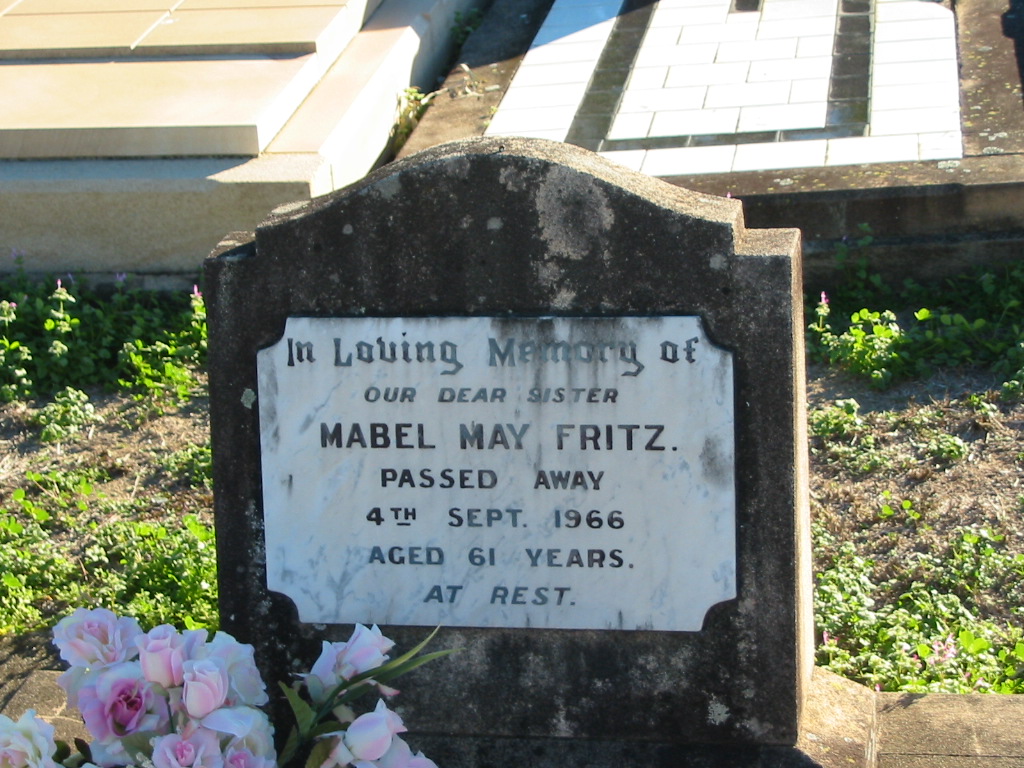 In Loving Memory of
OUR DEAR SISTER
MABEL MAY FRITZ.
PASSED AWAY
4TH SEPT. 1966
AGED 61 YEARS.
AT REST.